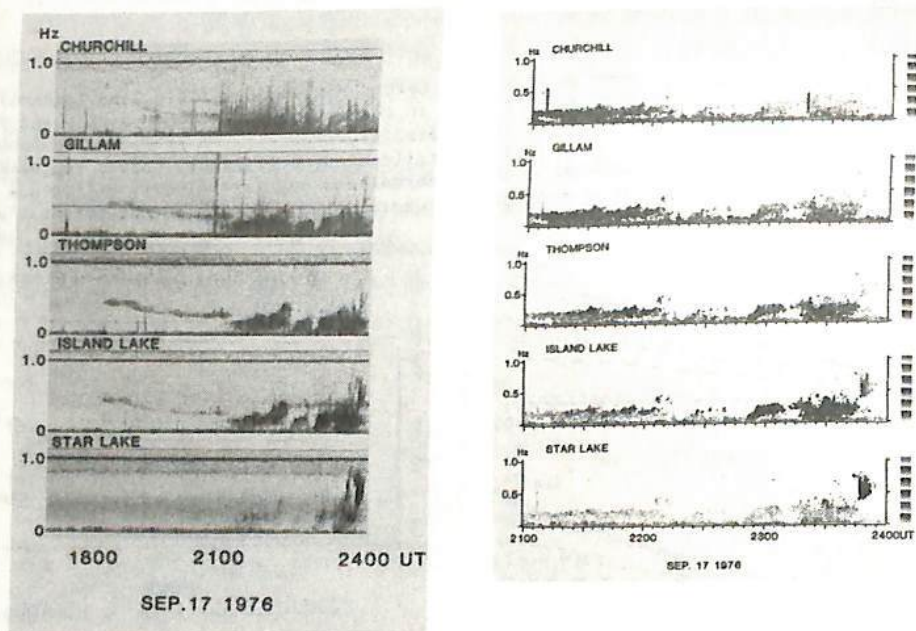 Hz
CHURCHILL
1.0
0
GILLAM
1.0
0
THOMPSON
1.0
0
ISLAND LAKE
1.0
0
STAR LAKE
1.0
0
1800 2100 2400 UT
SEP.17 1976
Hz
CHURCHILL
1.0
0.5
Hz
GILLAM
1.0
0.5
Hz
THOMPSON
1.0
0.5
Hz
ISLAND LAKE
1.0
0.5
Hz
STAR LAKE
1.0
0.5
0
2100 2200 2300 2400UT
SEP. 17 1976